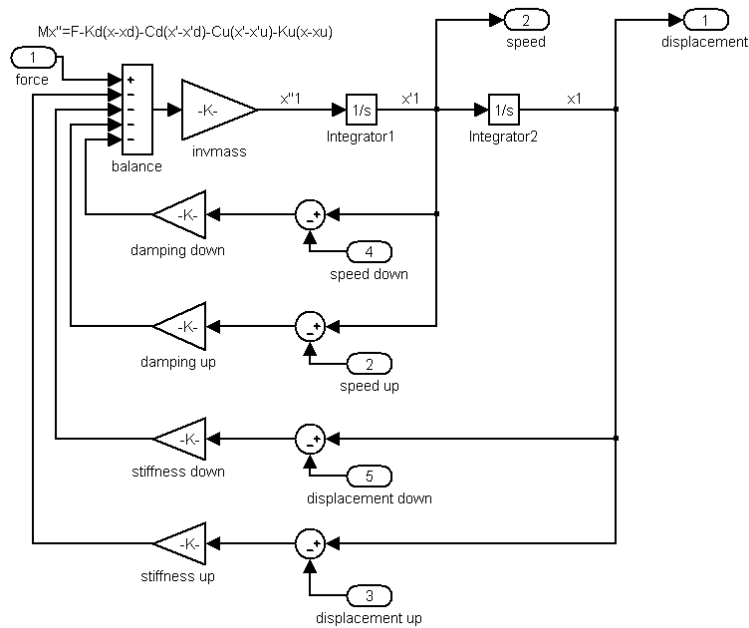 Mx"=F-Kd(x-xd)-Cd(x'-x'd)-Cu(x'-x'u)-Ku(x-xu)
2
speed
1
displacement
1
force
+
−
−
−
−
balance
-K-
invmass
x"1
1/s
Integrator1
x'1
1/s
Integrator2
x1
-K-
damping down
− +
4
speed down
-K-
damping up
− +
2
speed up
-K-
stiffness down
− +
5
displacement down
-K-
stiffness up
− +
3
displacement up